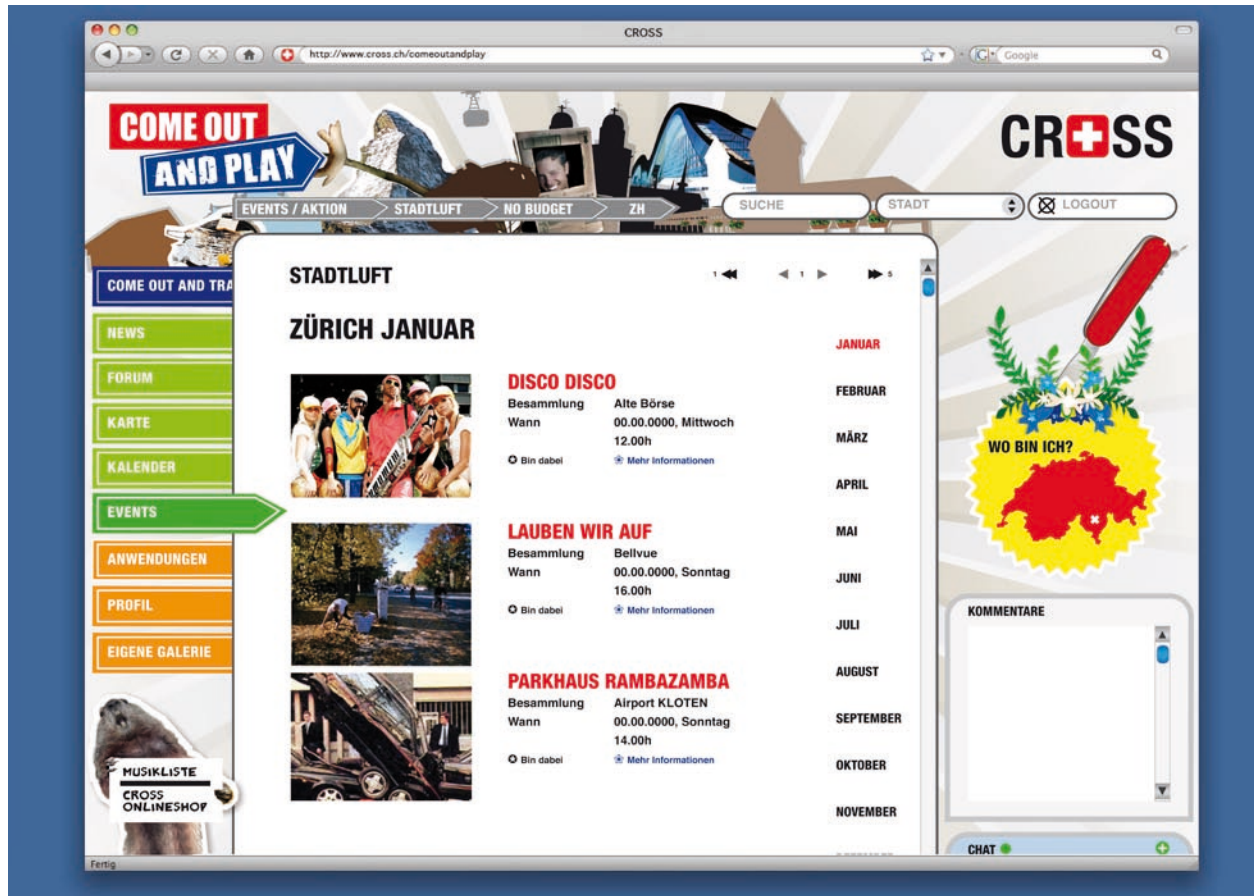 CROSS
http://www.cross.ch/comeoutandplay
Google
COME OUT
AND PLAY
CROSS
EVENTS / AKTION
STADTLUFT
NO BUDGET
ZH
SUCHE
STADT
LOGOUT
COME OUT AND TRA
NEWS
FORUM
KARTE
KALENDER
EVENTS
ANWENDUNGEN
PROFIL
EIGENE GALERIE
MUSIKLISTE
CROSS
ONLINESHOP
STADTLUFT
1
1
5
ZÜRICH JANUAR
DISCO DISCO
Besammlung Alte Börse
Wann 00.00.0000, Mittwoch
12.00h
Bin dabei Mehr Informationen
LAUBEN WIR AUF
Besammlung Bellvue
Wann 00.00.0000, Sonntag
16.00h
Bin dabei Mehr Informationen
PARKHAUS RAMBAZAMBA
Besammlung Airport KLOTEN
Wann 00.00.0000, Sonntag
14.00h
Bin dabei Mehr Informationen
JANUAR
FEBRUAR
MÄRZ
APRIL
MAI
JUNI
JULI
AUGUST
SEPTEMBER
OKTOBER
NOVEMBER
WO BIN ICH?
KOMMENTARE
CHAT
Fertig